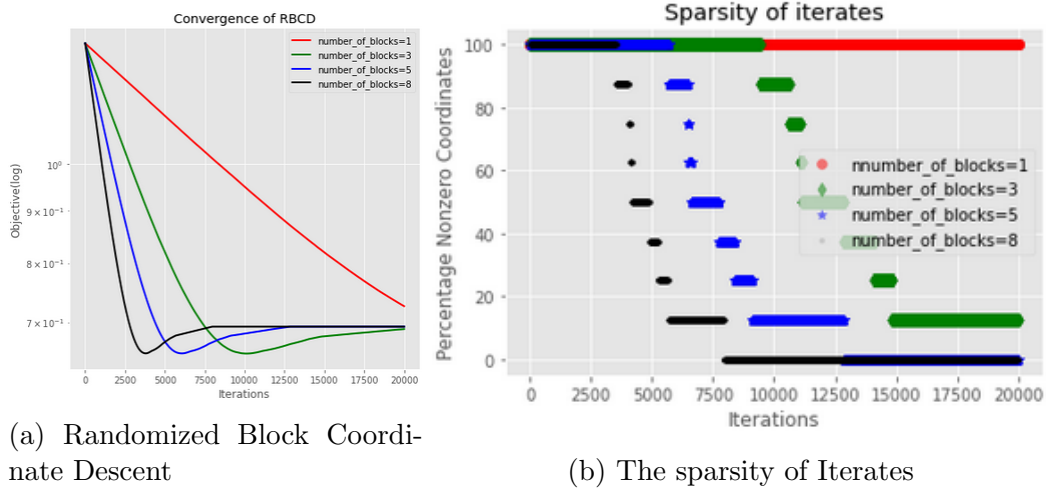 Convergence of RBCD
number_of_blocks=1
number_of_blocks=3
number_of_blocks=5
number_of_blocks=8
Objective(log)
10⁰
9 × 10⁻¹
8 × 10⁻¹
7 × 10⁻¹
0 2500 5000 7500 10000 12500 15000 17500 20000
Iterations
(a) Randomized Block Coordi-
nate Descent
Sparsity of iterates
Percentage Nonzero Coordinates
100
80
60
40
20
0
nnumber_of_blocks=1
number_of_blocks=3
number_of_blocks=5
number_of_blocks=8
0 2500 5000 7500 10000 12500 15000 17500 20000
Iterations
(b) The sparsity of Iterates